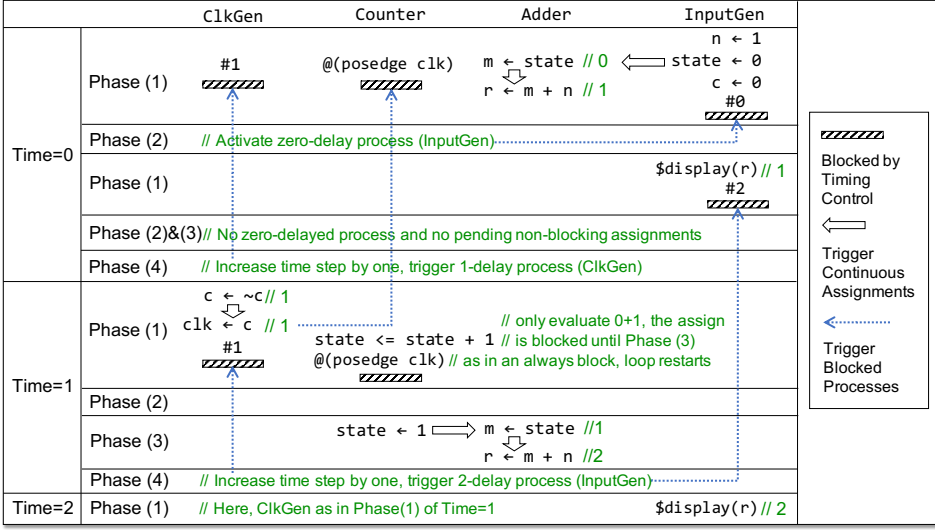 ClkGen Counter Adder InputGen
Time=0
Phase (1)
#1
@(posedge clk)
m ← state // 0
r ← m + n // 1
n ← 1
state ← 0
c ← 0
#0
Phase (2)
// Activate zero-delay process (InputGen)
Phase (1)
$display(r) // 1
#2
Phase (2)&(3)
// No zero-delayed process and no pending non-blocking assignments
Phase (4)
// Increase time step by one, trigger 1-delay process (ClkGen)
Time=1
Phase (1)
c ← ~c // 1
clk ← c // 1
#1
state <= state + 1
@(posedge clk)
// only evaluate 0+1, the assign
// is blocked until Phase (3)
// as in an always block, loop restarts
Phase (2)
Phase (3)
state ← 1
m ← state //1
r ← m + n //2
Phase (4)
// Increase time step by one, trigger 2-delay process (InputGen)
Time=2
Phase (1)
// Here, ClkGen as in Phase(1) of Time=1
$display(r) // 2
Blocked by
Timing
Control
Trigger
Continuous
Assignments
Trigger
Blocked
Processes